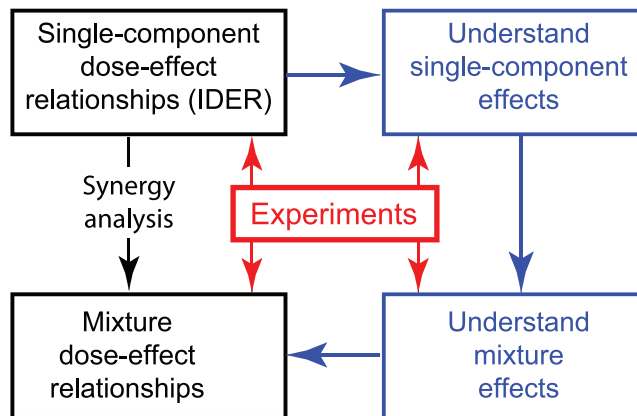 Single-component
dose-effect
relationships (IDER)
Understand
single-component
effects
Synergy
analysis
Experiments
Mixture
dose-effect
relationships
Understand
mixture
effects